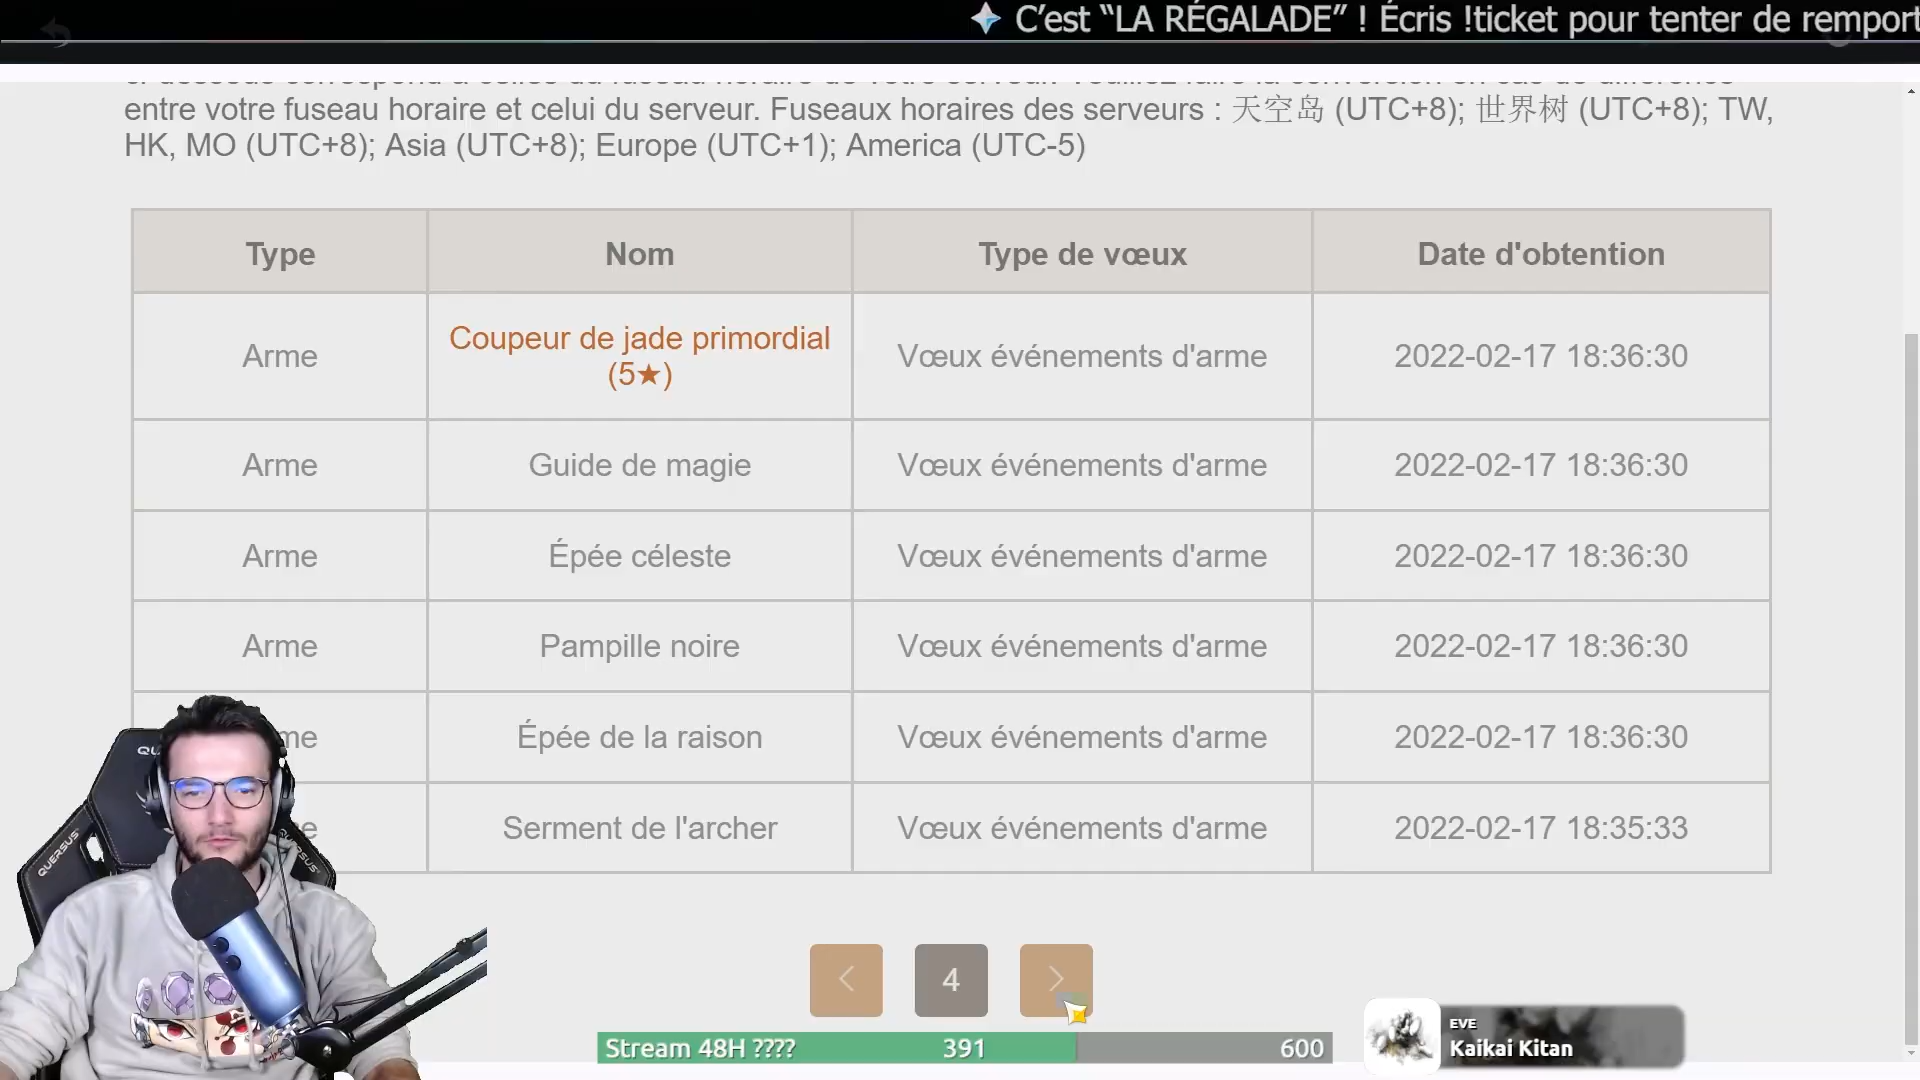 C'est “LA RÉGALADE” ! Écris !ticket pour tenter de remport
entre votre fuseau horaire et celui du serveur. Fuseaux horaires des serveurs : 天空岛 (UTC+8); 世界树 (UTC+8); TW,
HK, MO (UTC+8); Asia (UTC+8); Europe (UTC+1); America (UTC-5)
Type Nom Type de vœux Date d'obtention
Arme Coupeur de jade primordial (5★) Vœux événements d'arme 2022-02-17 18:36:30
Arme Guide de magie Vœux événements d'arme 2022-02-17 18:36:30
Arme Épée céleste Vœux événements d'arme 2022-02-17 18:36:30
Arme Pampille noire Vœux événements d'arme 2022-02-17 18:36:30
me Épée de la raison Vœux événements d'arme 2022-02-17 18:36:30
e Serment de l'archer Vœux événements d'arme 2022-02-17 18:35:33
QUERSUS
4
Stream 48H ???? 391 600
EVE
Kaikai Kitan